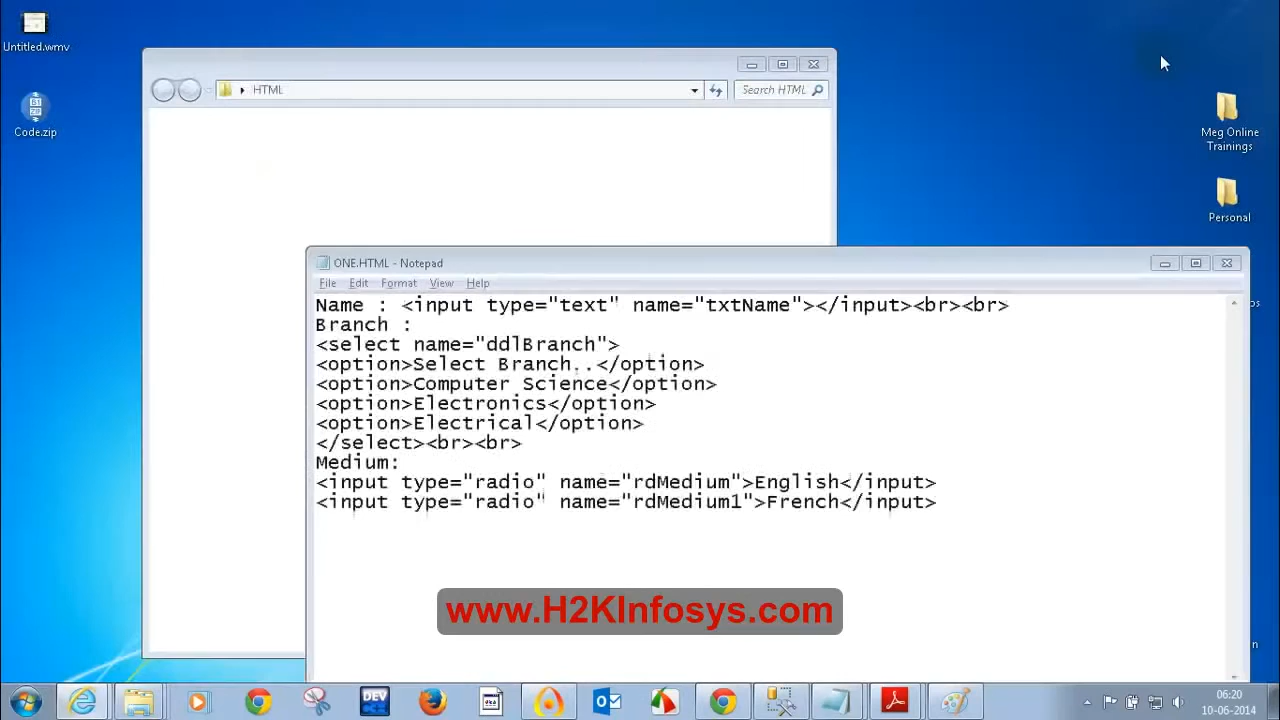 Untitled.wmv
Code.zip
HTML
Search HTML
Meg Online
Trainings
Personal
ONE.HTML - Notepad
File Edit Format View Help
Name : <input type="text" name="txtName"></input><br><br>
Branch :
<select name="ddlBranch">
<option>Select Branch..</option>
<option>Computer Science</option>
<option>Electronics</option>
<option>Electrical</option>
</select><br><br>
Medium:
<input type="radio" name="rdMedium">English</input>
<input type="radio" name="rdMedium1">French</input>
www.H2KInfosys.com
DEV
06:20
10-06-2014